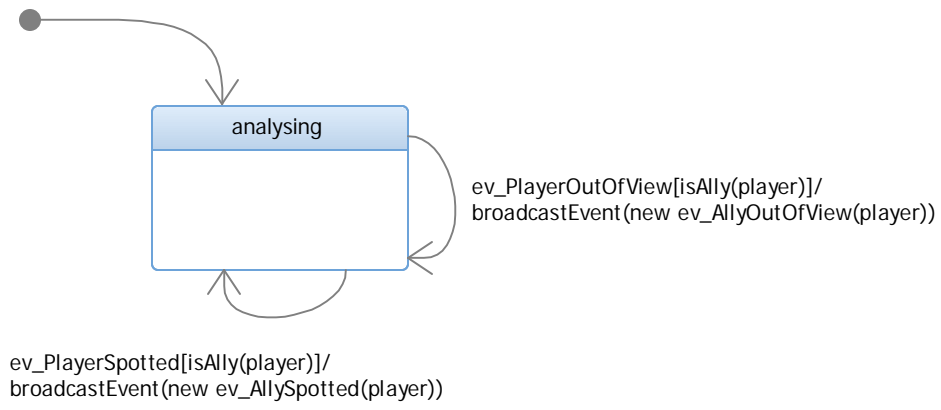 analysing
ev_PlayerOutOfView[isAlly(player)]/
broadcastEvent(new ev_AllyOutOfView(player))
ev_PlayerSpotted[isAlly(player)]/
broadcastEvent(new ev_AllySpotted(player))